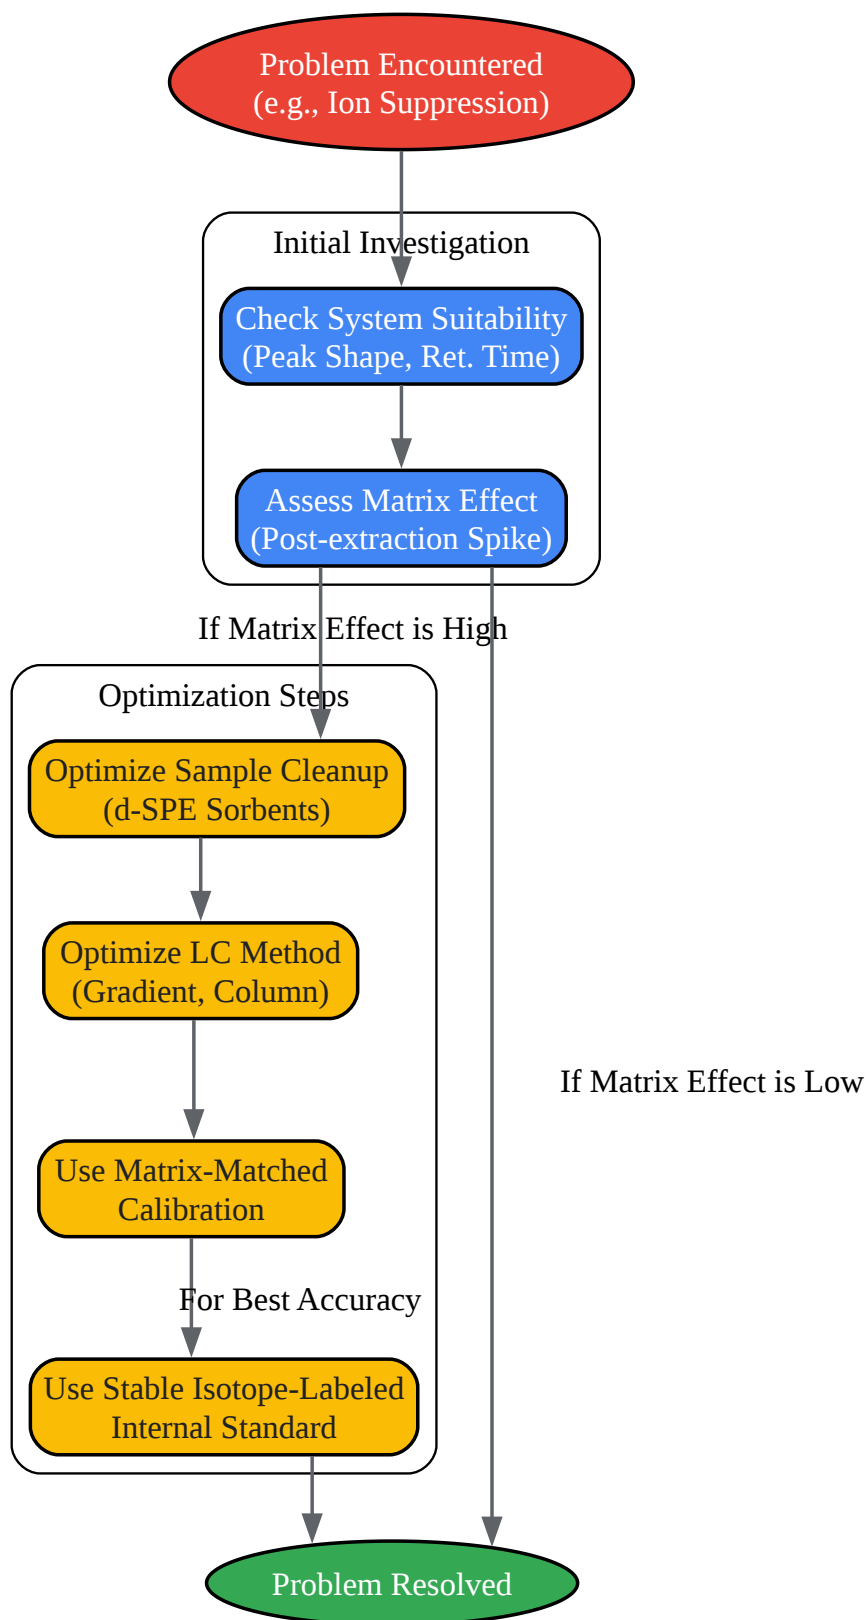 Problem Encountered
(e.g., Ion Suppression)
Initial Investigation
Check System Suitability
(Peak Shape, Ret. Time)
Assess Matrix Effect
(Post-extraction Spike)
If Matrix Effect is High
Optimization Steps
Optimize Sample Cleanup
(d-SPE Sorbents)
Optimize LC Method
(Gradient, Column)
If Matrix Effect is Low
Use Matrix-Matched
Calibration
For Best Accuracy
Use Stable Isotope-Labeled
Internal Standard
Problem Resolved